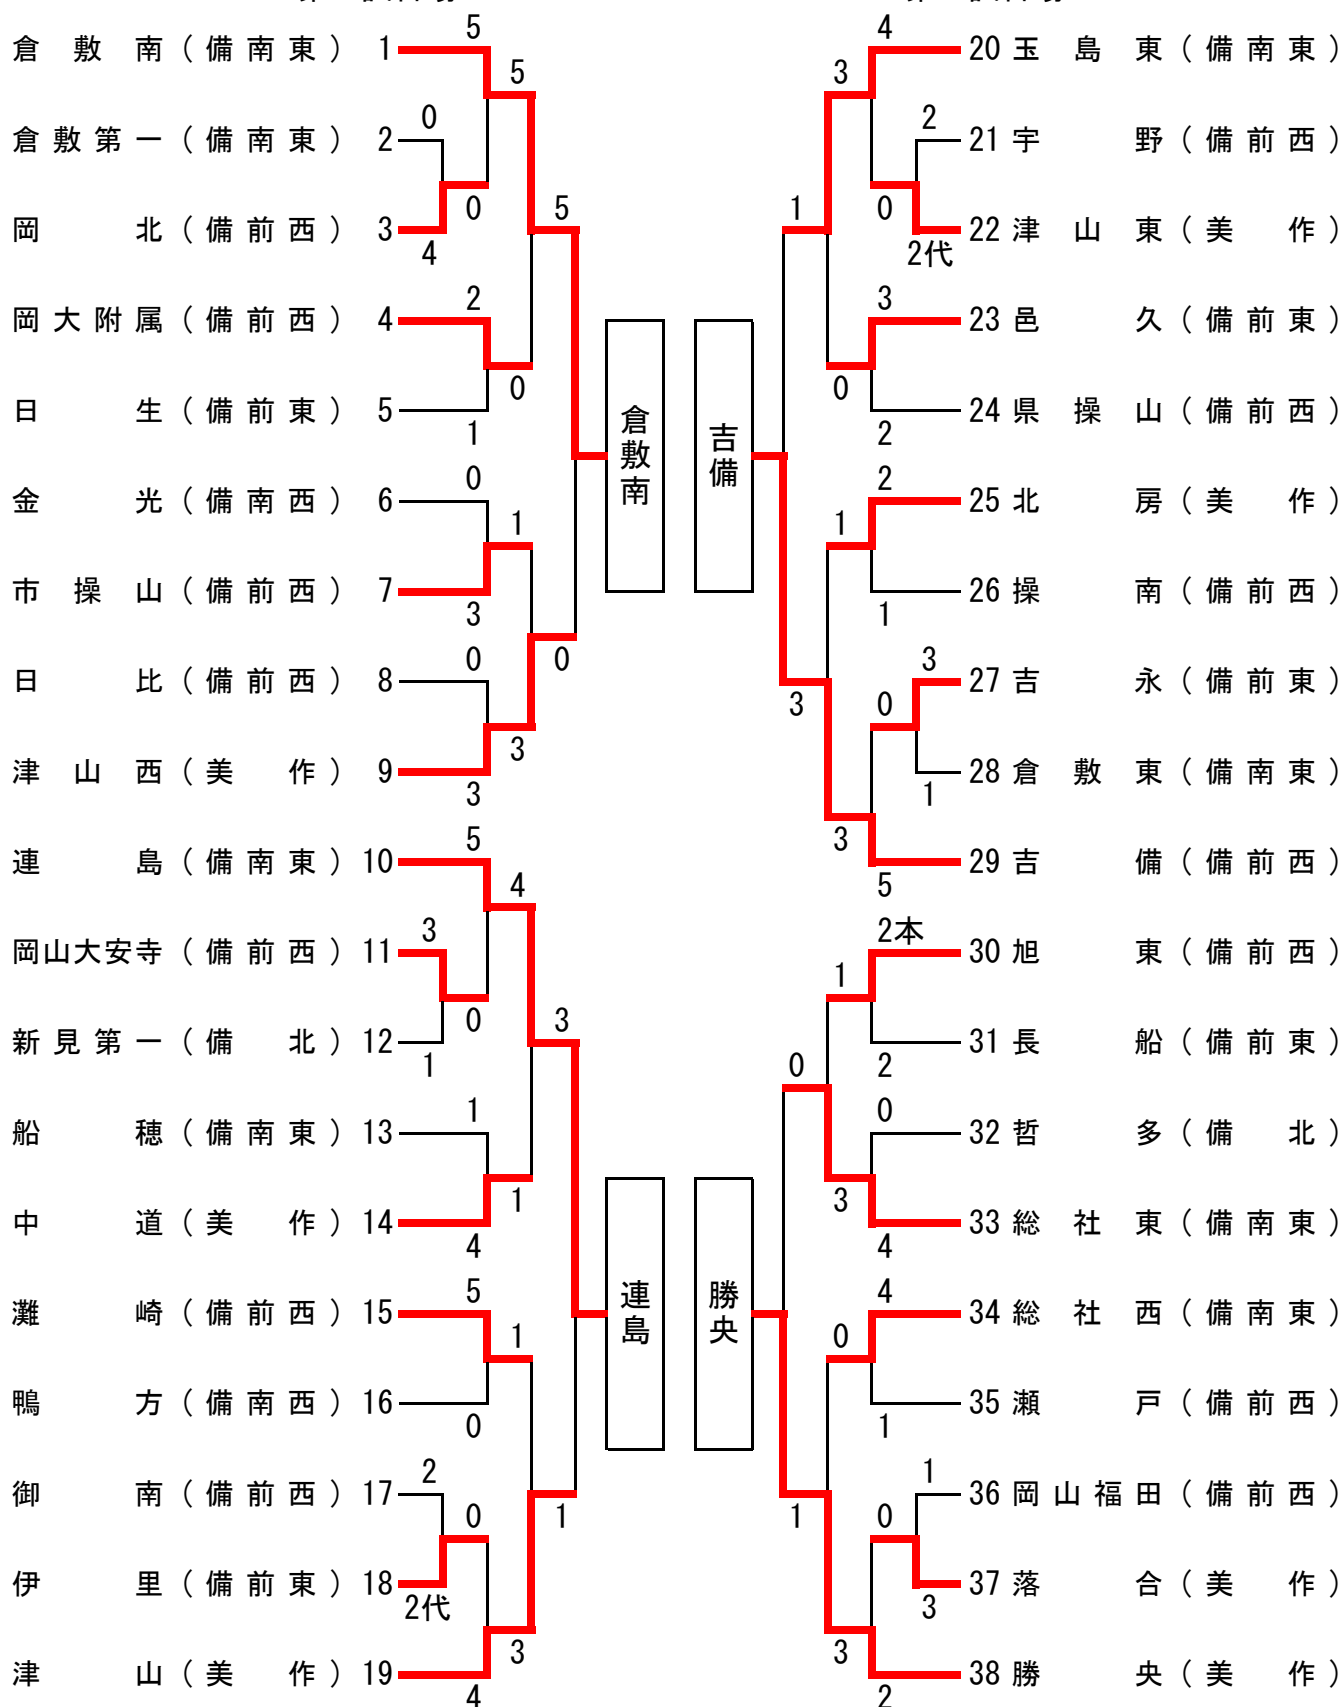 倉敷南（備南東）1
倉敷第一（備南東）2
岡北（備前西）3
岡大附属（備前西）4
日生（備前東）5
金光（備南西）6
市操山（備前西）7
日比（備前西）8
津山西（美作）9
連島（備南東）10
岡山大安寺（備前西）11
新見第一（備北）12
船穂（備南東）13
中道（美作）14
灘崎（備前西）15
鴨方（備南西）16
御南（備前西）17
伊里（備前東）18
津山（美作）19
5
0
4
2
1
0
3
0
3
5
3
1
1
4
5
0
2
2代
4
5
0
0
1
3
4
0
1
1
0
3
5
0
3
1
倉敷南
連島
吉備
勝央
1
3
0
1
3
0
1
0
3
1
3
0
0
3
4
2
0
2代
3
2
2
1
3
1
5
2本
2
0
4
4
1
1
3
2
20 玉島東（備南東）
21 宇野（備前西）
22 津山東（美作）
23 邑久（備前東）
24 県操山（備前西）
25 北房（美作）
26 操南（備前西）
27 吉永（備前東）
28 倉敷東（備南東）
29 吉備（備前西）
30 旭東（備前西）
31 長船（備前東）
32 哲多（備北）
33 総社東（備南東）
34 総社西（備南東）
35 瀬戸（備前西）
36 岡山福田（備前西）
37 落合（美作）
38 勝央（美作）